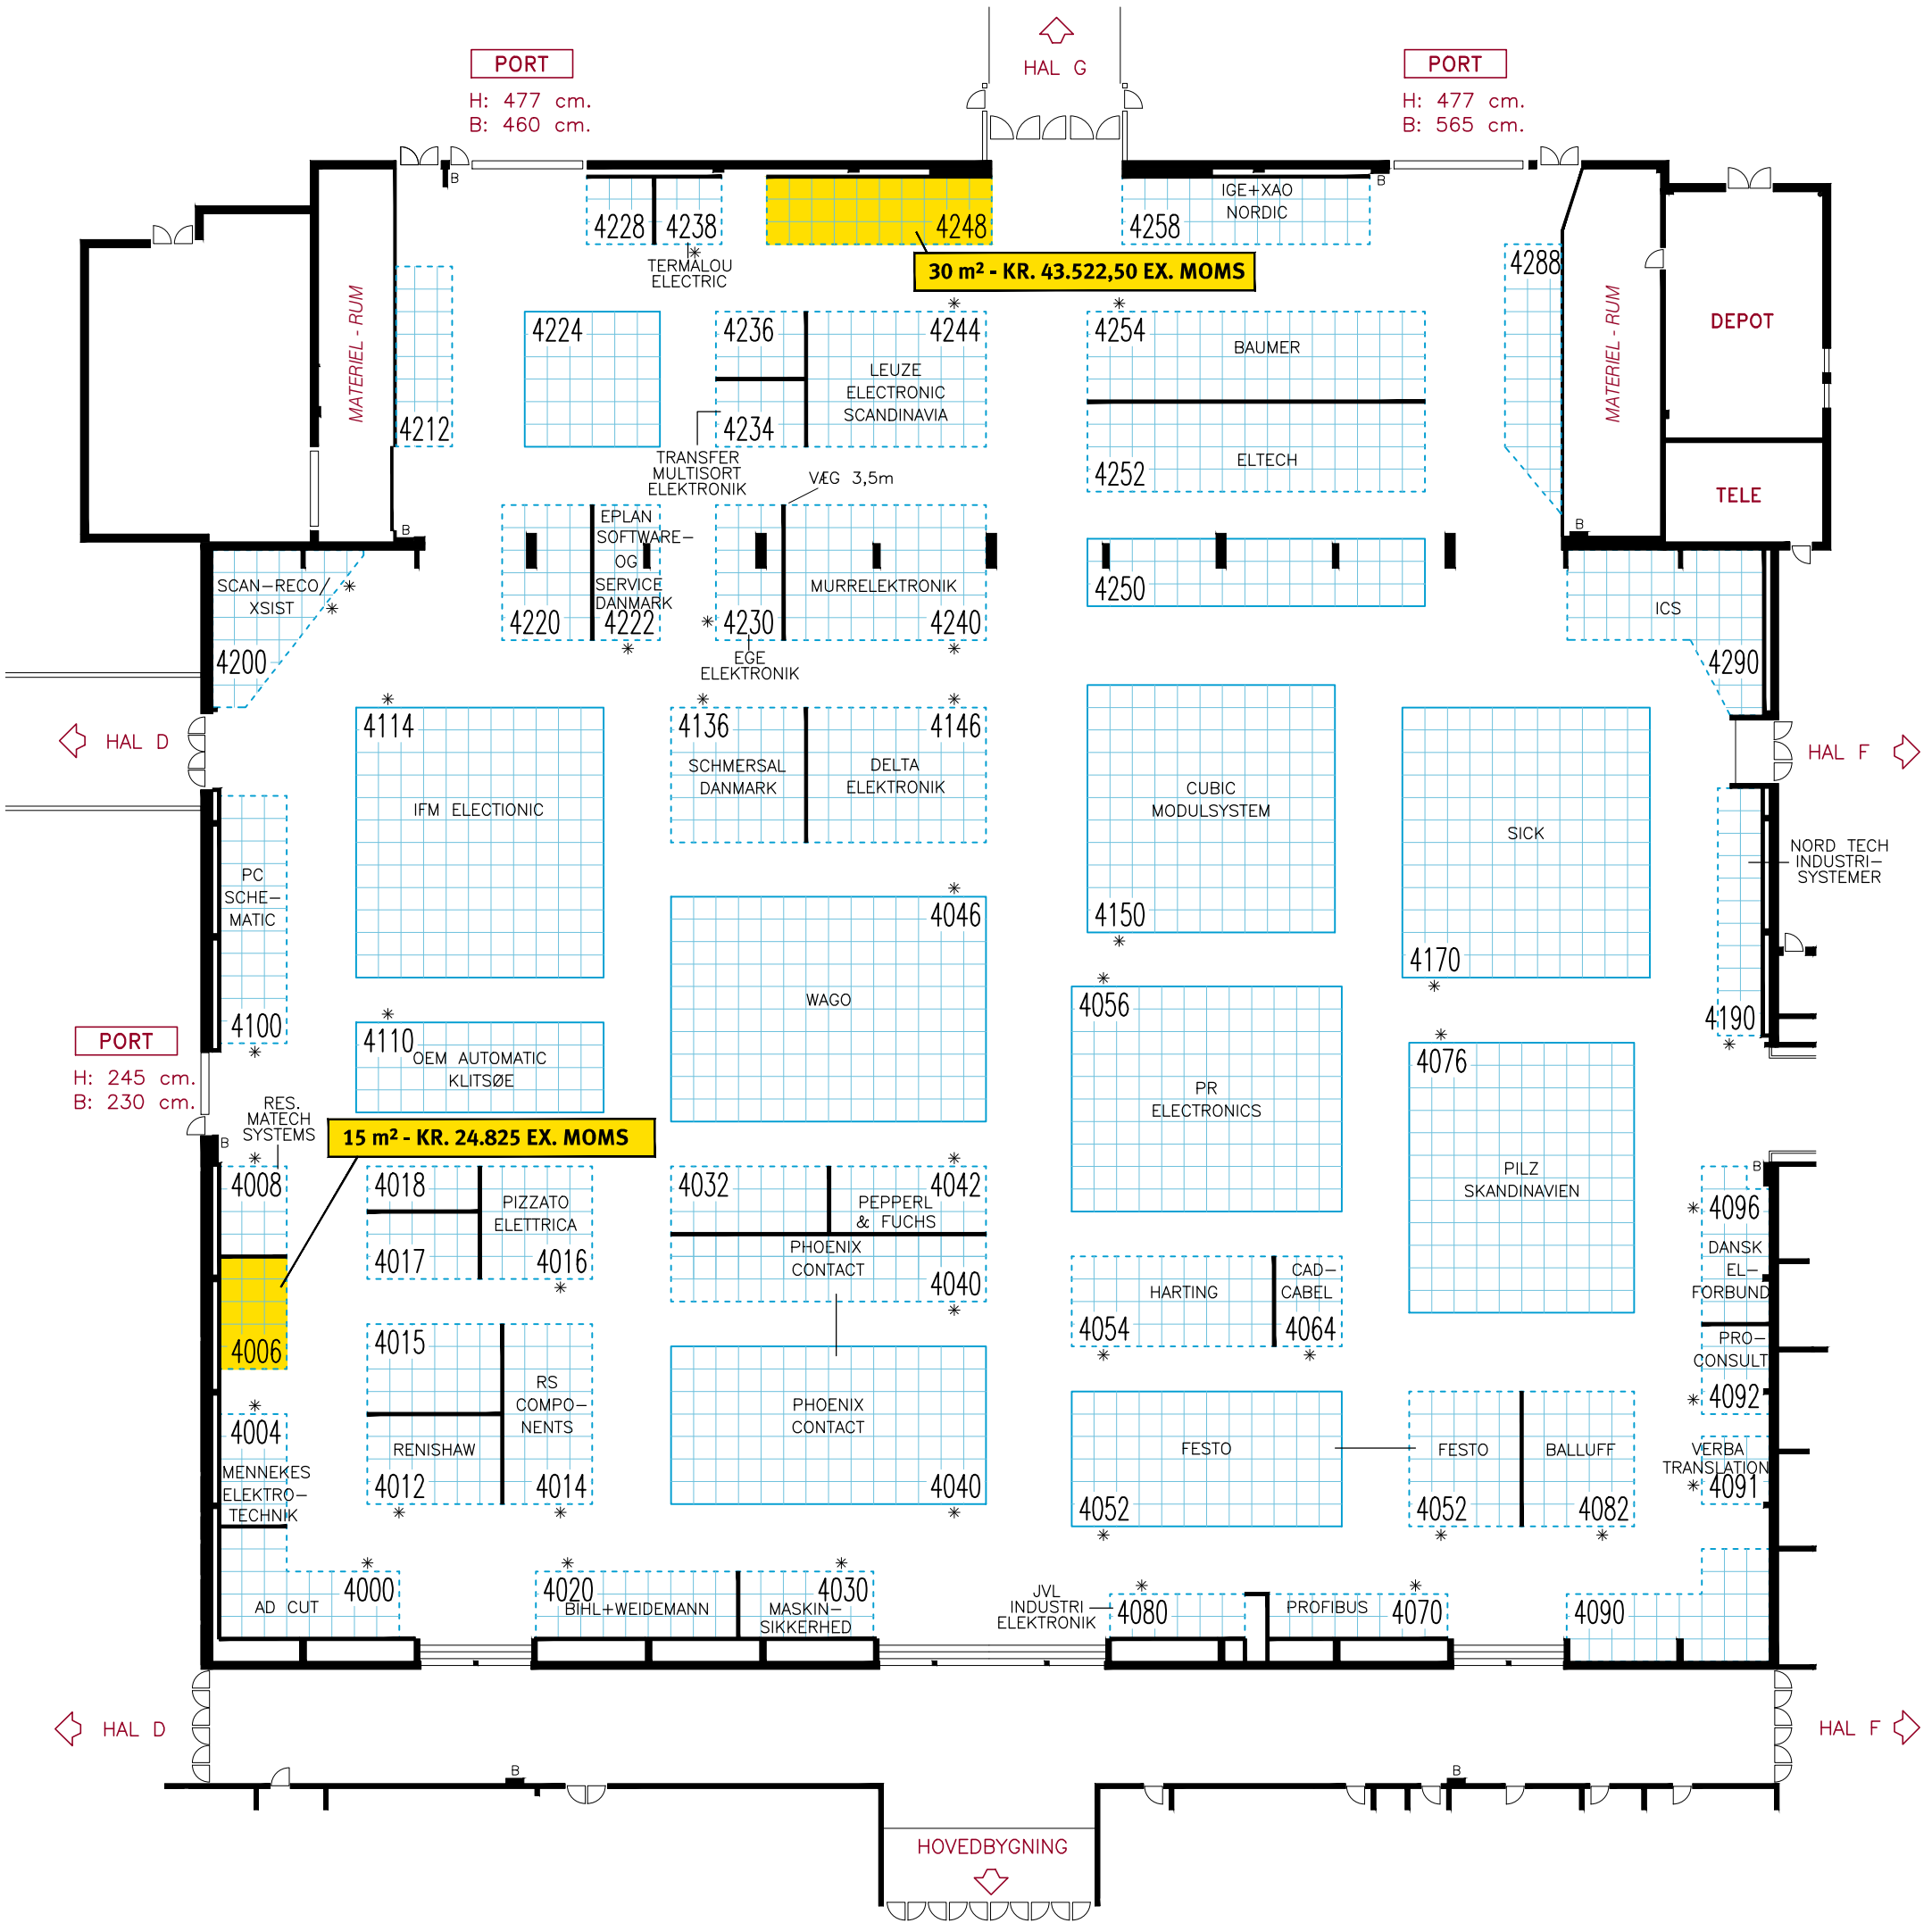 HAL G
PORT
H: 477 cm.
B: 460 cm.
PORT
H: 477 cm.
B: 565 cm.
B
B
4228
4238
*
TERMALOU
ELECTRIC
4248
30 m² - KR. 43.522,50 EX. MOMS
IGE+XAO
NORDIC
4258
4288
MATERIEL - RUM
4212
4224
4236
4234
TRANSFER
MULTISORT
ELEKTRONIK
*
4244
LEUZE
ELECTRONIC
SCANDINAVIA
*
4254
BAUMER
4252
ELTECH
MATERIEL - RUM
DEPOT
TELE
VÆG 3,5m
B
B
SCAN-RECO/ *
XSIST *
4200
4220
EPLAN
SOFTWARE-
OG
SERVICE
DANMARK
4222
*
* 4230
EGE
ELEKTRONIK
MURRELEKTRONIK
4240
*
4250
ICS
4290
HAL D
HAL F
*
4114
IFM ELECTIONIC
*
4136
SCHMERSAL
DANMARK
*
4146
DELTA
ELEKTRONIK
CUBIC
MODULSYSTEM
4150
*
SICK
4170
*
NORD TECH
INDUSTRI-
SYSTEMER
4190
*
PC
SCHE-
MATIC
4100
*
*
4046
WAGO
*
4110
OEM AUTOMATIC
KLITSØE
*
4056
PR
ELECTRONICS
*
4076
PILZ
SKANDINAVIEN
PORT
H: 245 cm.
B: 230 cm.
B
RES.
MATECH
SYSTEMS
*
4008
15 m² - KR. 24.825 EX. MOMS
4006
4018
4017
PIZZATO
ELETTRICA
4016
*
4032
*
4042
PEPPERL
& FUCHS
PHOENIX
CONTACT
4040
*
HARTING
4054
*
CAD-
CABEL
4064
*
B
* 4096
DANSK
EL-
FORBUND
PRO-
CONSULT
* 4092
*
4004
MENNEKES
ELEKTRO-
TECHNIK
4015
RENISHAW
4012
*
RS
COMPO-
NENTS
4014
*
PHOENIX
CONTACT
4040
*
FESTO
4052
*
FESTO
4052
*
BALLUFF
4082
*
VERBA
TRANSLATION
* 4091
*
4000
AD CUT
*
4020
BIHL+WEIDEMANN
*
4030
MASKIN-
SIKKERHED
JVL
INDUSTRI
ELEKTRONIK
*
4080
PROFIBUS
*
4070
4090
HAL D
HAL F
B
B
HOVEDBYGNING